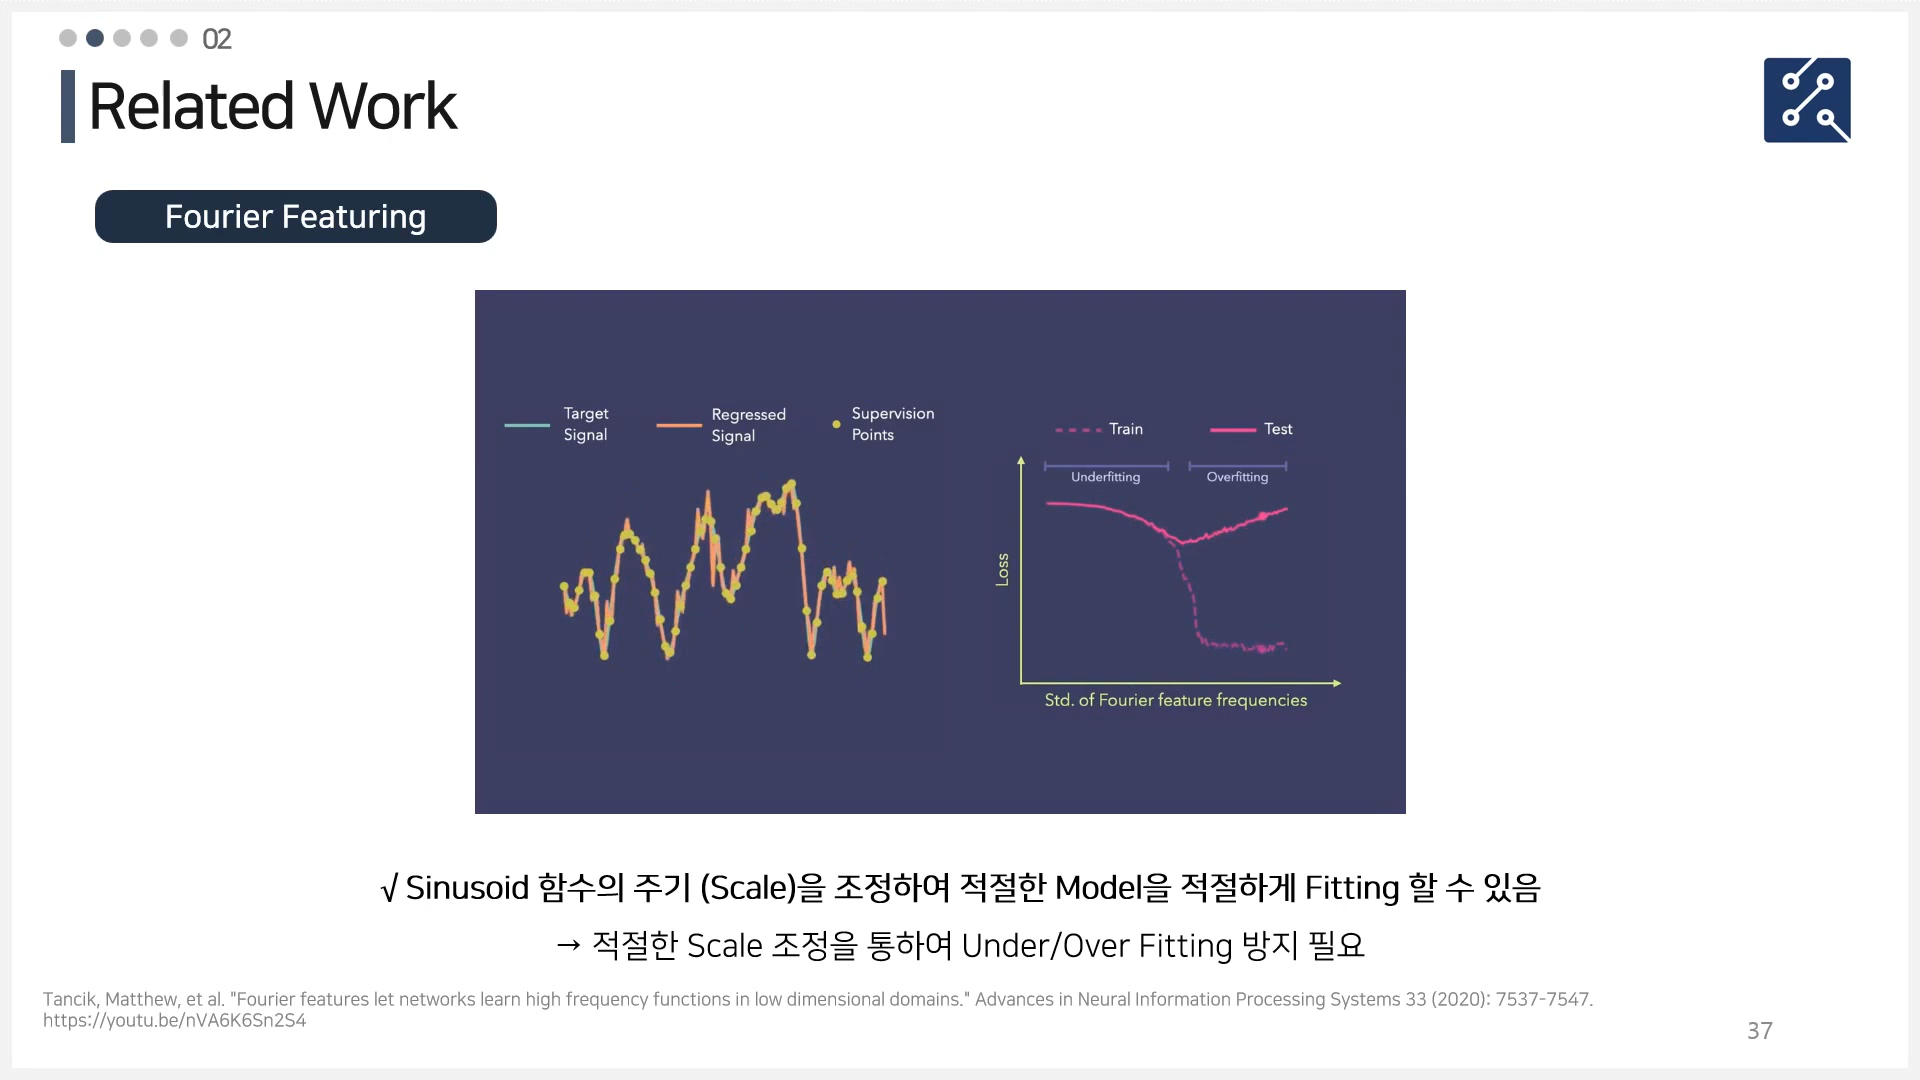 02
Related Work
Fourier Featuring
Target
Signal
Regressed
Signal
Supervision
Points
Train
Test
Underfitting
Overfitting
Loss
Std. of Fourier feature frequencies
√ Sinusoid 함수의 주기 (Scale)을 조정하여 적절한 Model을 적절하게 Fitting 할 수 있음
→ 적절한 Scale 조정을 통하여 Under/Over Fitting 방지 필요
Tancik, Matthew, et al. "Fourier features let networks learn high frequency functions in low dimensional domains." Advances in Neural Information Processing Systems 33 (2020): 7537-7547.
https://youtu.be/nVA6K6Sn2S4
37